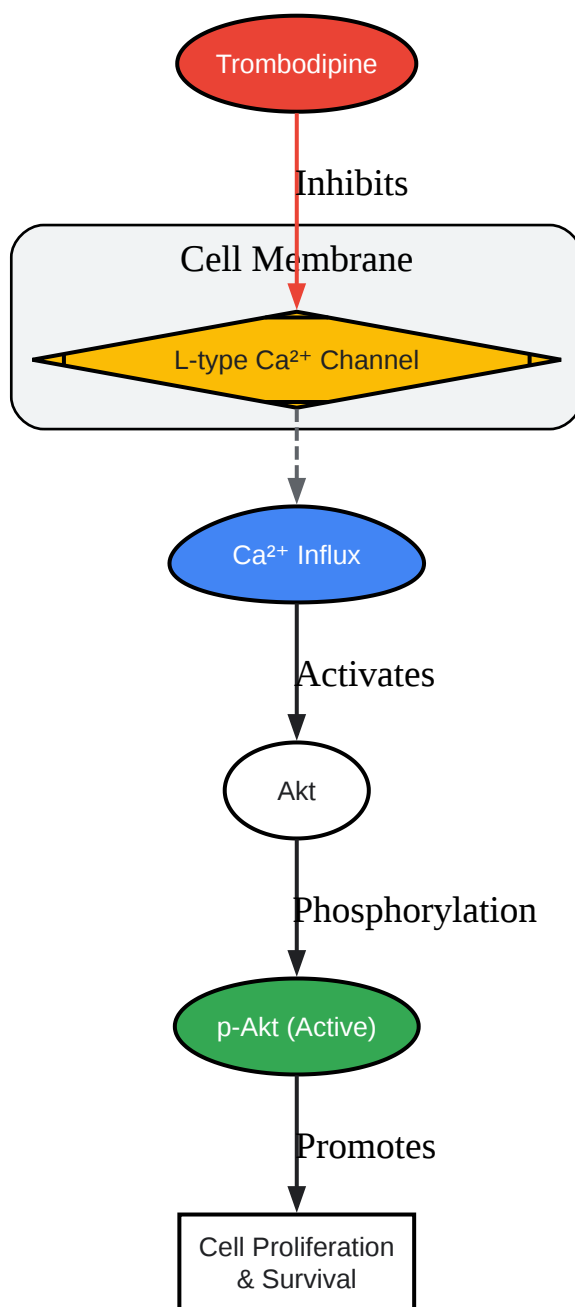 Trombodipine
Inhibits
Cell Membrane
L-type Ca²⁺ Channel
Ca²⁺ Influx
Activates
Akt
Phosphorylation
p-Akt (Active)
Promotes
Cell Proliferation
& Survival